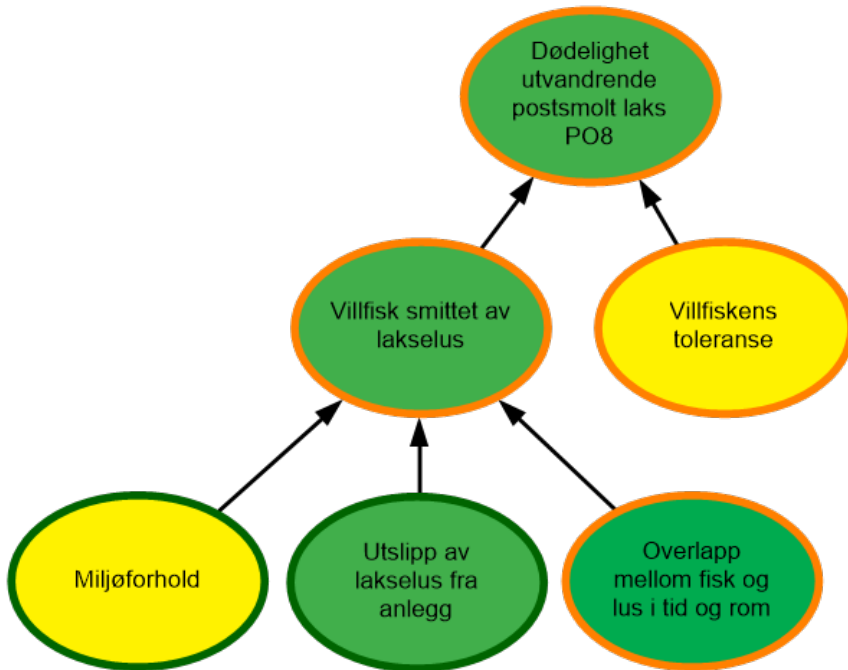 Dødelighet
utvandrende
postsmolt laks
PO8
Villfisk smittet av
lakselus
Villfiskens
toleranse
Miljøforhold
Utslipp av
lakselus fra
anlegg
Overlapp
mellom fisk og
lus i tid og rom